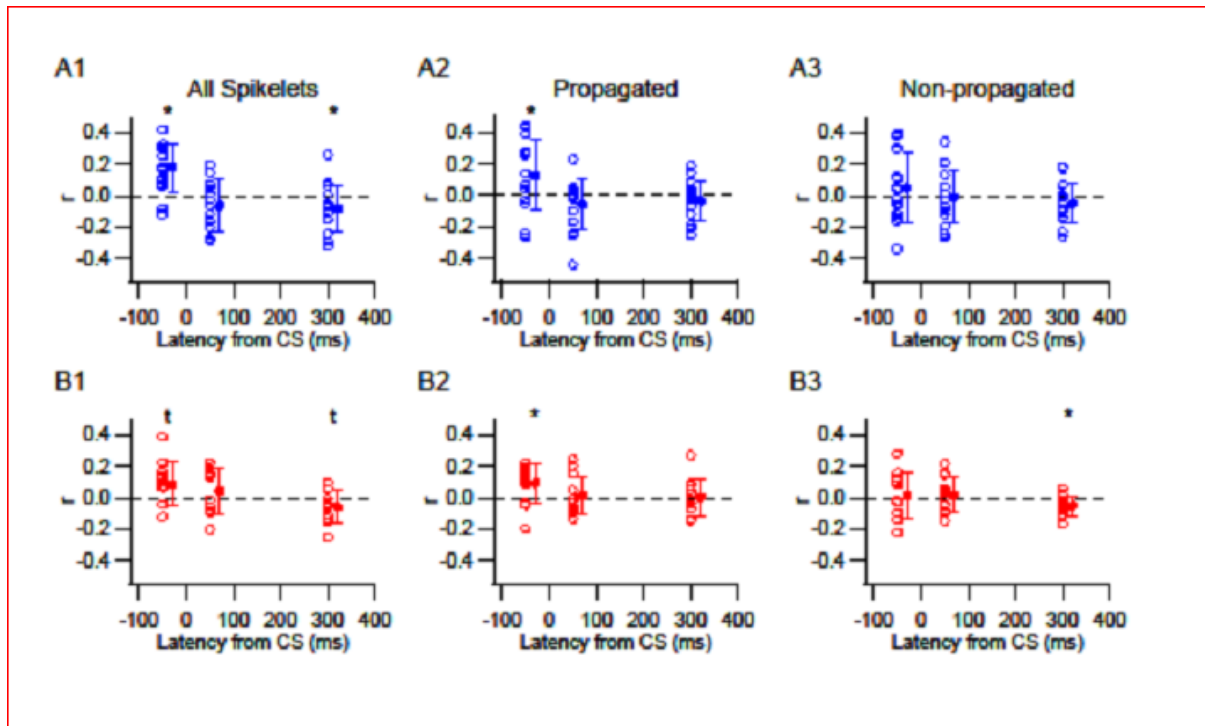 A1 A2 A3
All Spikelets Propagated Non-propagated
* * *
0.4 0.4 0.4
0.2 0.2 0.2
r 0.0 r 0.0 r 0.0
-0.2 -0.2 -0.2
-0.4 -0.4 -0.4
-100 0 100 200 300 400 -100 0 100 200 300 400 -100 0 100 200 300 400
Latency from CS (ms) Latency from CS (ms) Latency from CS (ms)
B1 B2 B3
t t * *
0.4 0.4 0.4
0.2 0.2 0.2
r 0.0 r 0.0 r 0.0
-0.2 -0.2 -0.2
-0.4 -0.4 -0.4
-100 0 100 200 300 400 -100 0 100 200 300 400 -100 0 100 200 300 400
Latency from CS (ms) Latency from CS (ms) Latency from CS (ms)